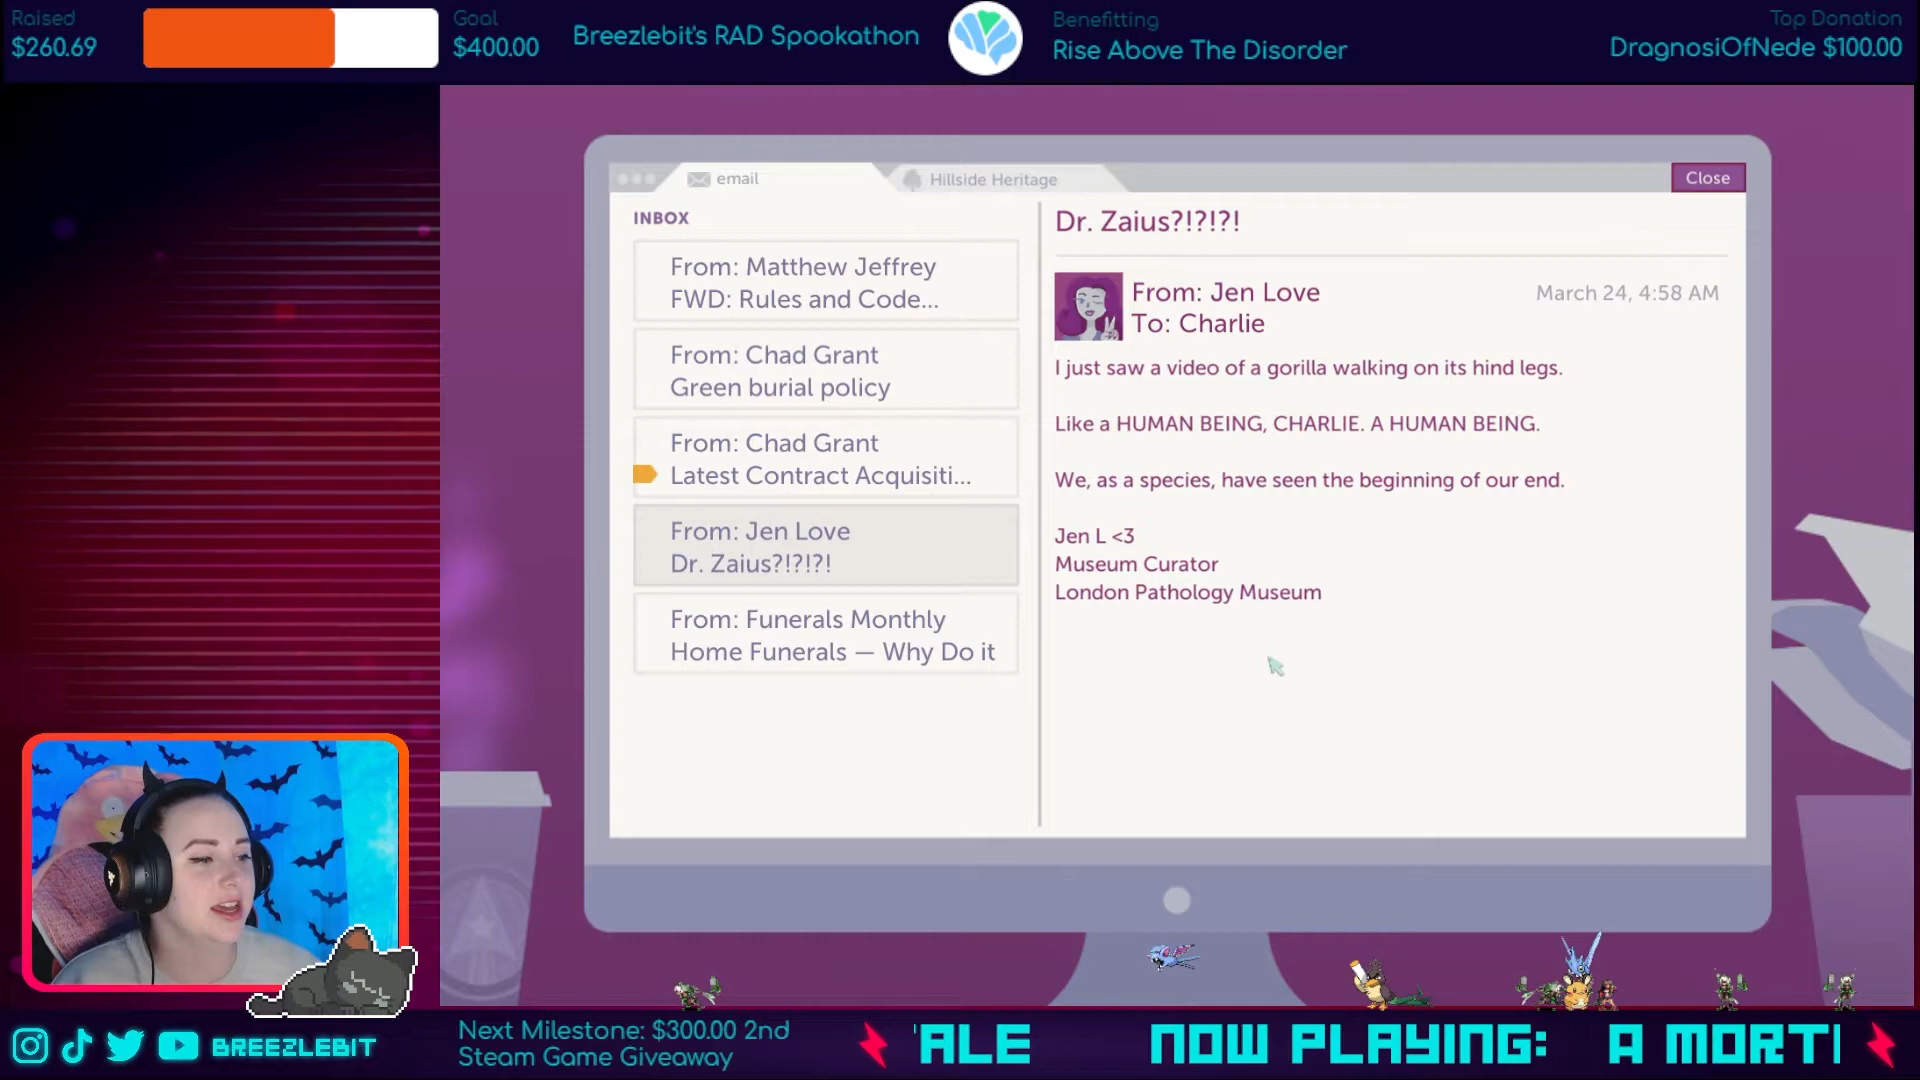 Raised
$260.69
Goal
$400.00
Breezlebit's RAD Spookathon
Benefitting
Rise Above The Disorder
Top Donation
DragnosiOfNede $100.00
email
Hillside Heritage
Close
INBOX
From: Matthew Jeffrey
FWD: Rules and Code...
From: Chad Grant
Green burial policy
From: Chad Grant
Latest Contract Acquisiti...
From: Jen Love
Dr. Zaius?!?!?!
From: Funerals Monthly
Home Funerals — Why Do it
Dr. Zaius?!?!?!
From: Jen Love
To: Charlie
March 24, 4:58 AM
I just saw a video of a gorilla walking on its hind legs.
Like a HUMAN BEING, CHARLIE. A HUMAN BEING.
We, as a species, have seen the beginning of our end.
Jen L <3
Museum Curator
London Pathology Museum
BREEZLEBIT
Next Milestone: $300.00 2nd
Steam Game Giveaway
'ALE NOW PLAYING: A MORTI